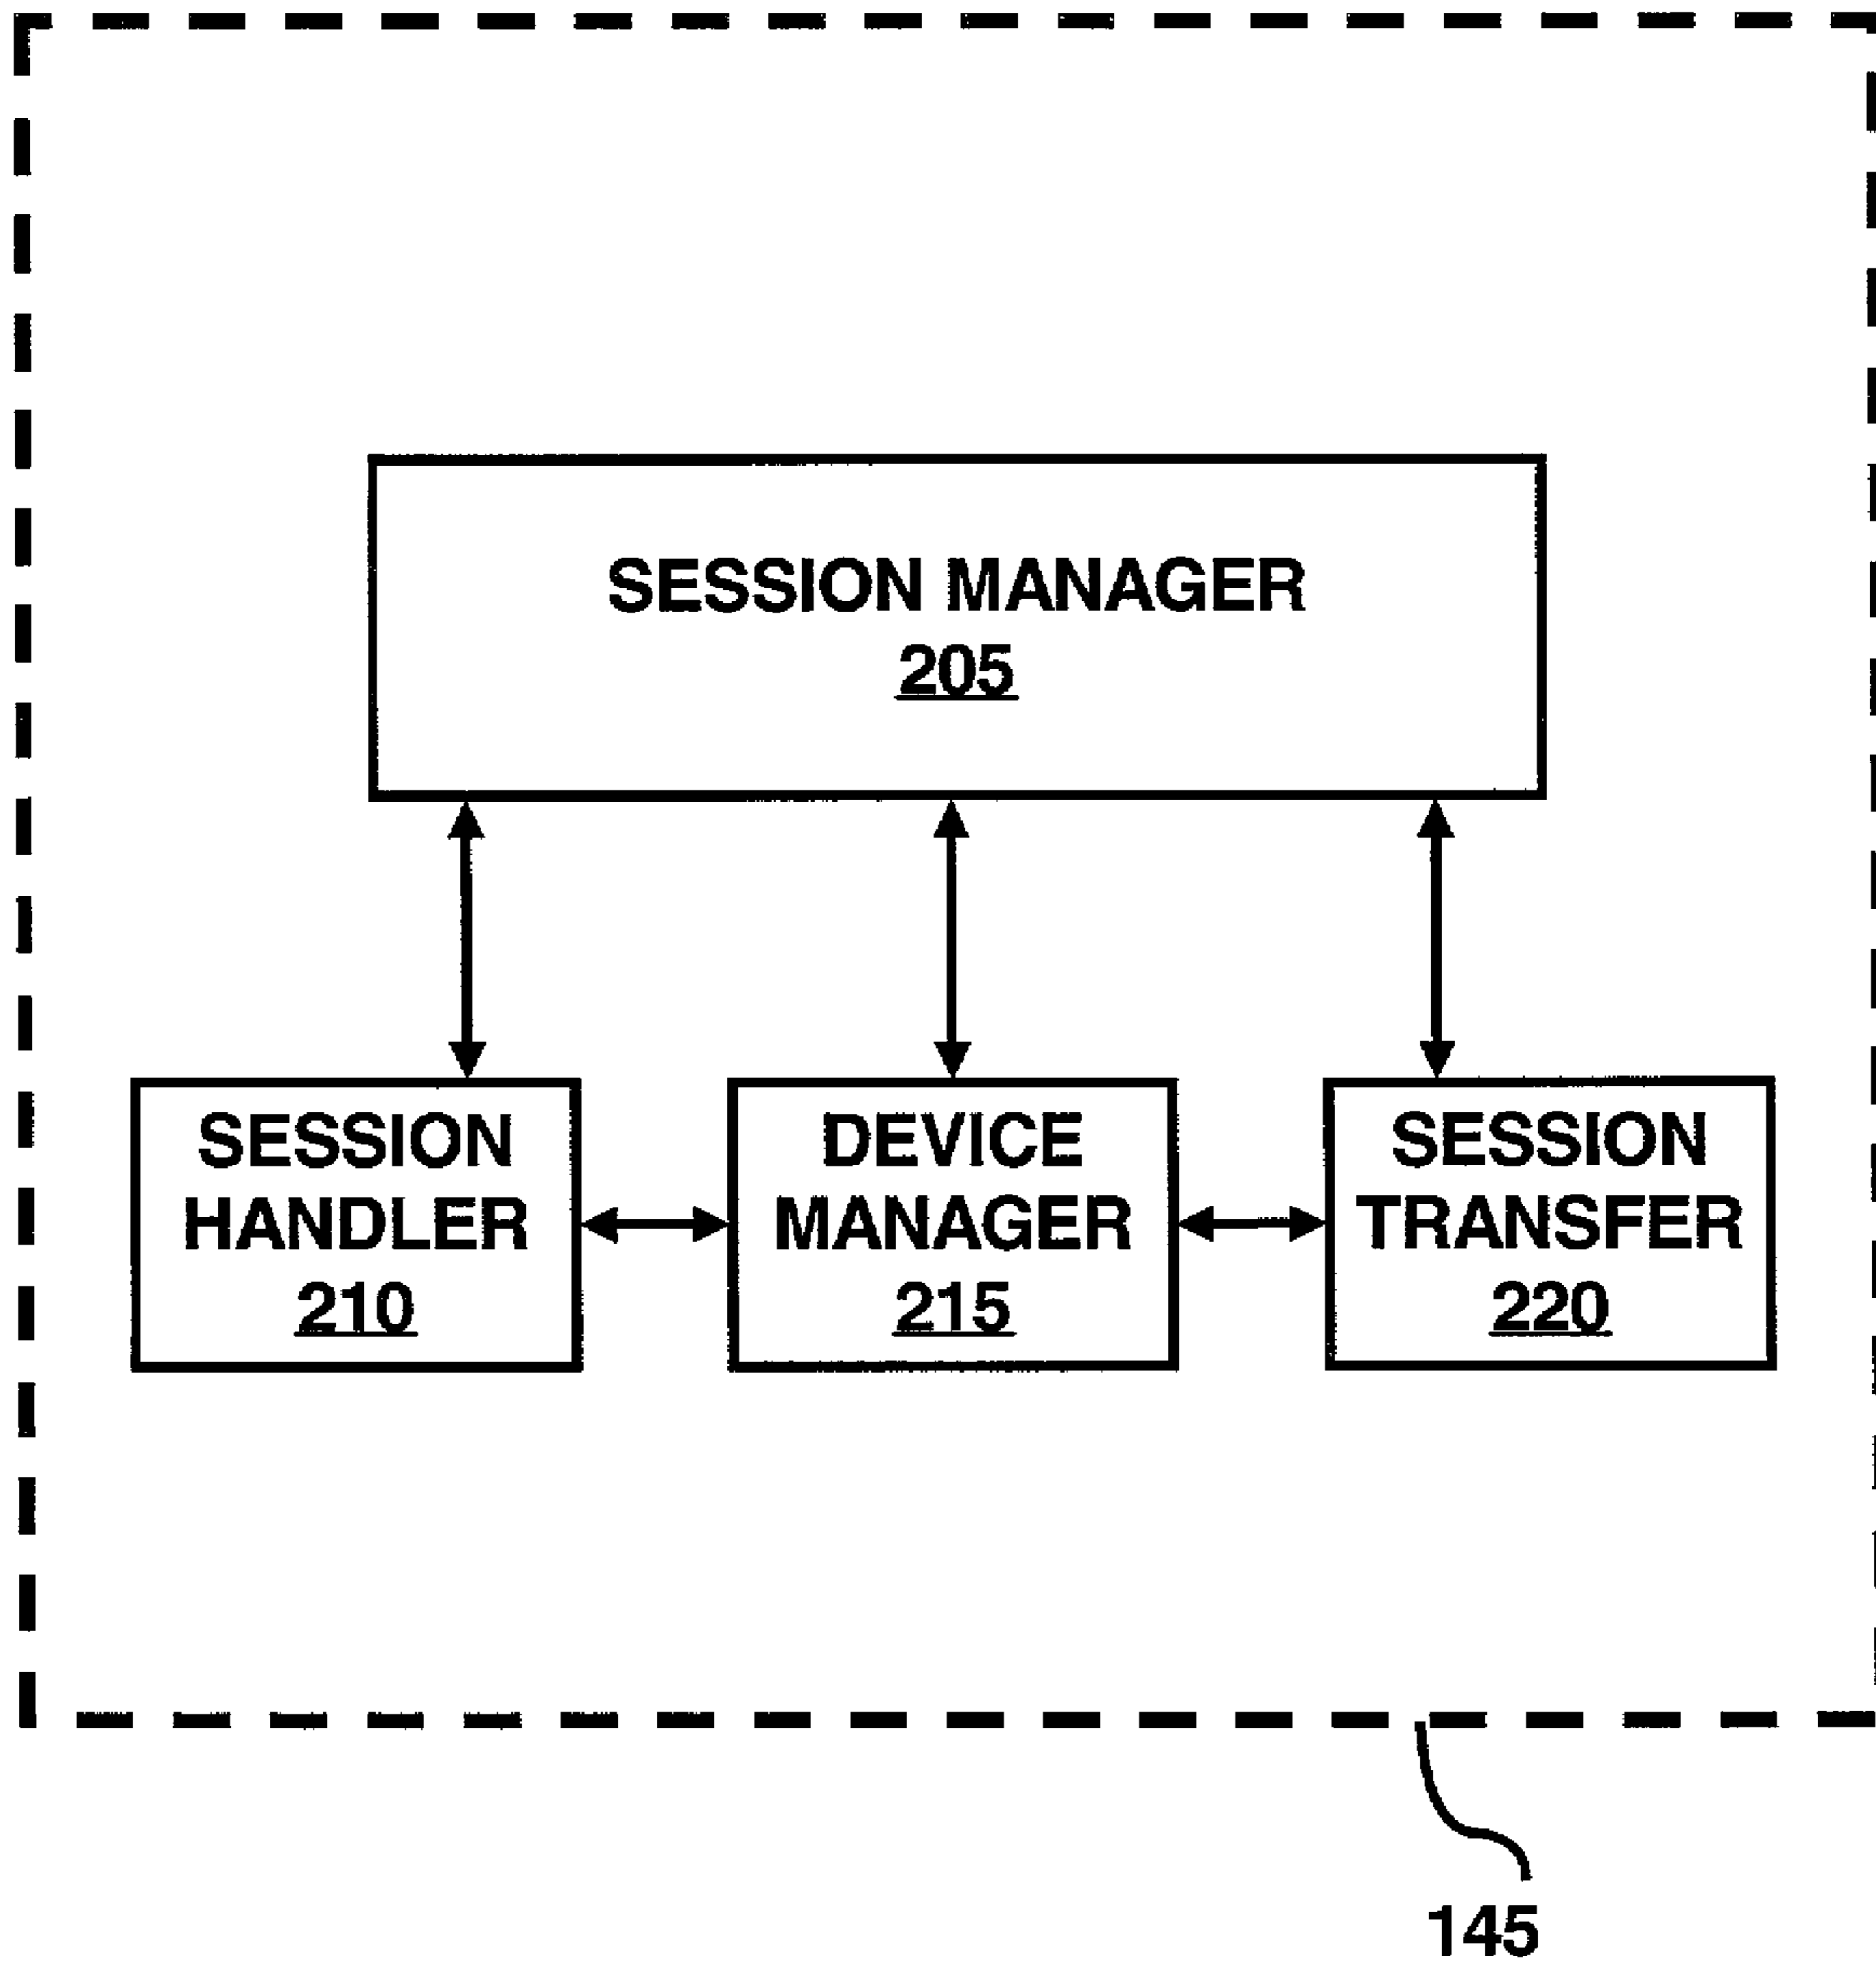 SESSION MANAGER
205
SESSION
HANDLER
210
DEVICE
MANAGER
215
SESSION
TRANSFER
220
145